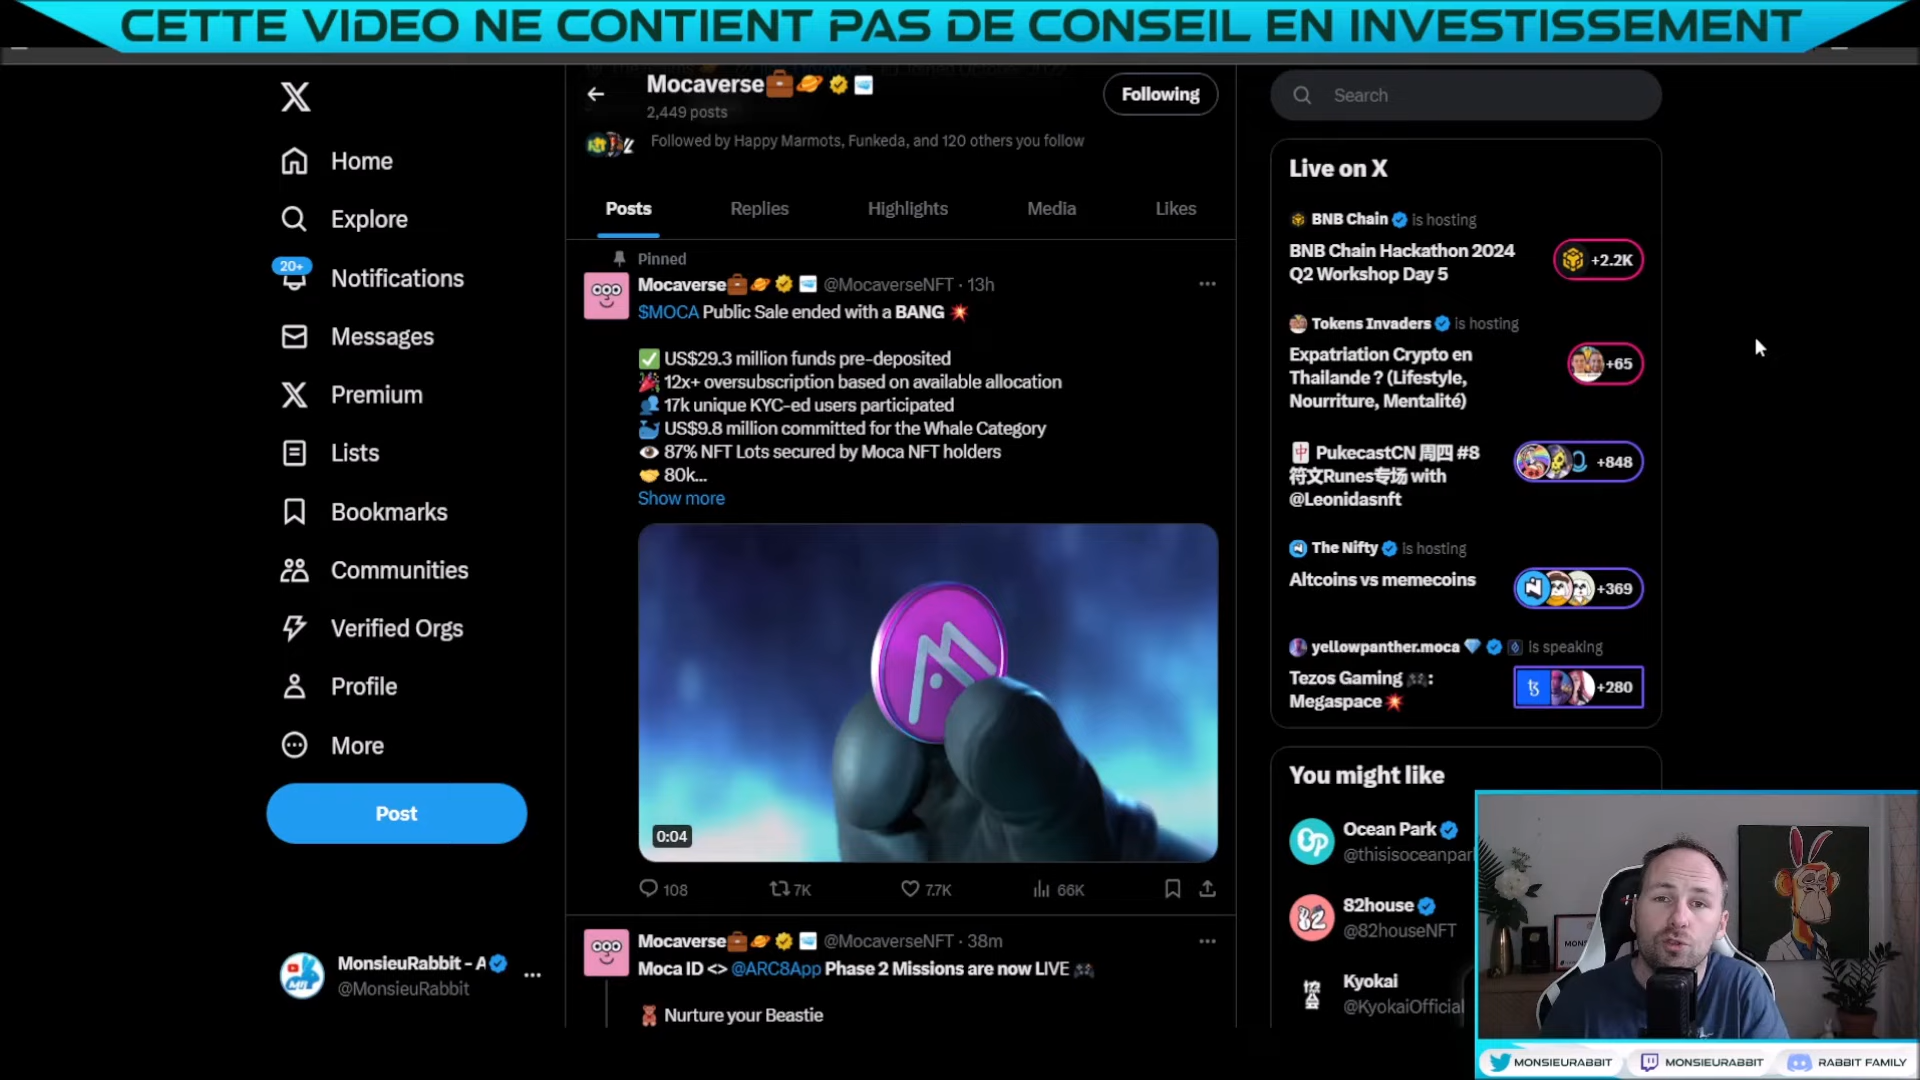 CETTE VIDEO NE CONTIENT PAS DE CONSEIL EN INVESTISSEMENT
Home
Explore
20+
Notifications
Messages
Premium
Lists
Bookmarks
Communities
Verified Orgs
Profile
More
Post
MonsieurRabbit - A
@MonsieurRabbit
Mocaverse
2,449 posts
Following
Followed by Happy Marmots, Funkeda, and 120 others you follow
Posts Replies Highlights Media Likes
Pinned
Mocaverse @MocaverseNFT · 13h
$MOCA Public Sale ended with a BANG 💥
✅ US$29.3 million funds pre-deposited
🎉 12x+ oversubscription based on available allocation
👥 17k unique KYC-ed users participated
🐳 US$9.8 million committed for the Whale Category
👁 87% NFT Lots secured by Moca NFT holders
🤝 80k...
Show more
0:04
108 7K 7.7K 66K
Mocaverse @MocaverseNFT · 38m
Moca ID <> @ARC8App Phase 2 Missions are now LIVE 🎮
🧸 Nurture your Beastie
Search
Live on X
BNB Chain is hosting
BNB Chain Hackathon 2024
Q2 Workshop Day 5
+2.2K
Tokens Invaders is hosting
Expatriation Crypto en
Thailande ? (Lifestyle,
Nourriture, Mentalité)
+65
🀄 PukecastCN 周四 #8
符文Runes专场 with
@Leonidasnft
+848
The Nifty is hosting
Altcoins vs memecoins
+369
yellowpanther.moca 💎 is speaking
Tezos Gaming 🎮:
Megaspace 💥
+280
You might like
Ocean Park
@thisisoceanpar
82house
@82houseNFT
Kyokai
@KyokaiOfficial
MONSIEURABBIT
MONSIEURABBIT
RABBIT FAMILY